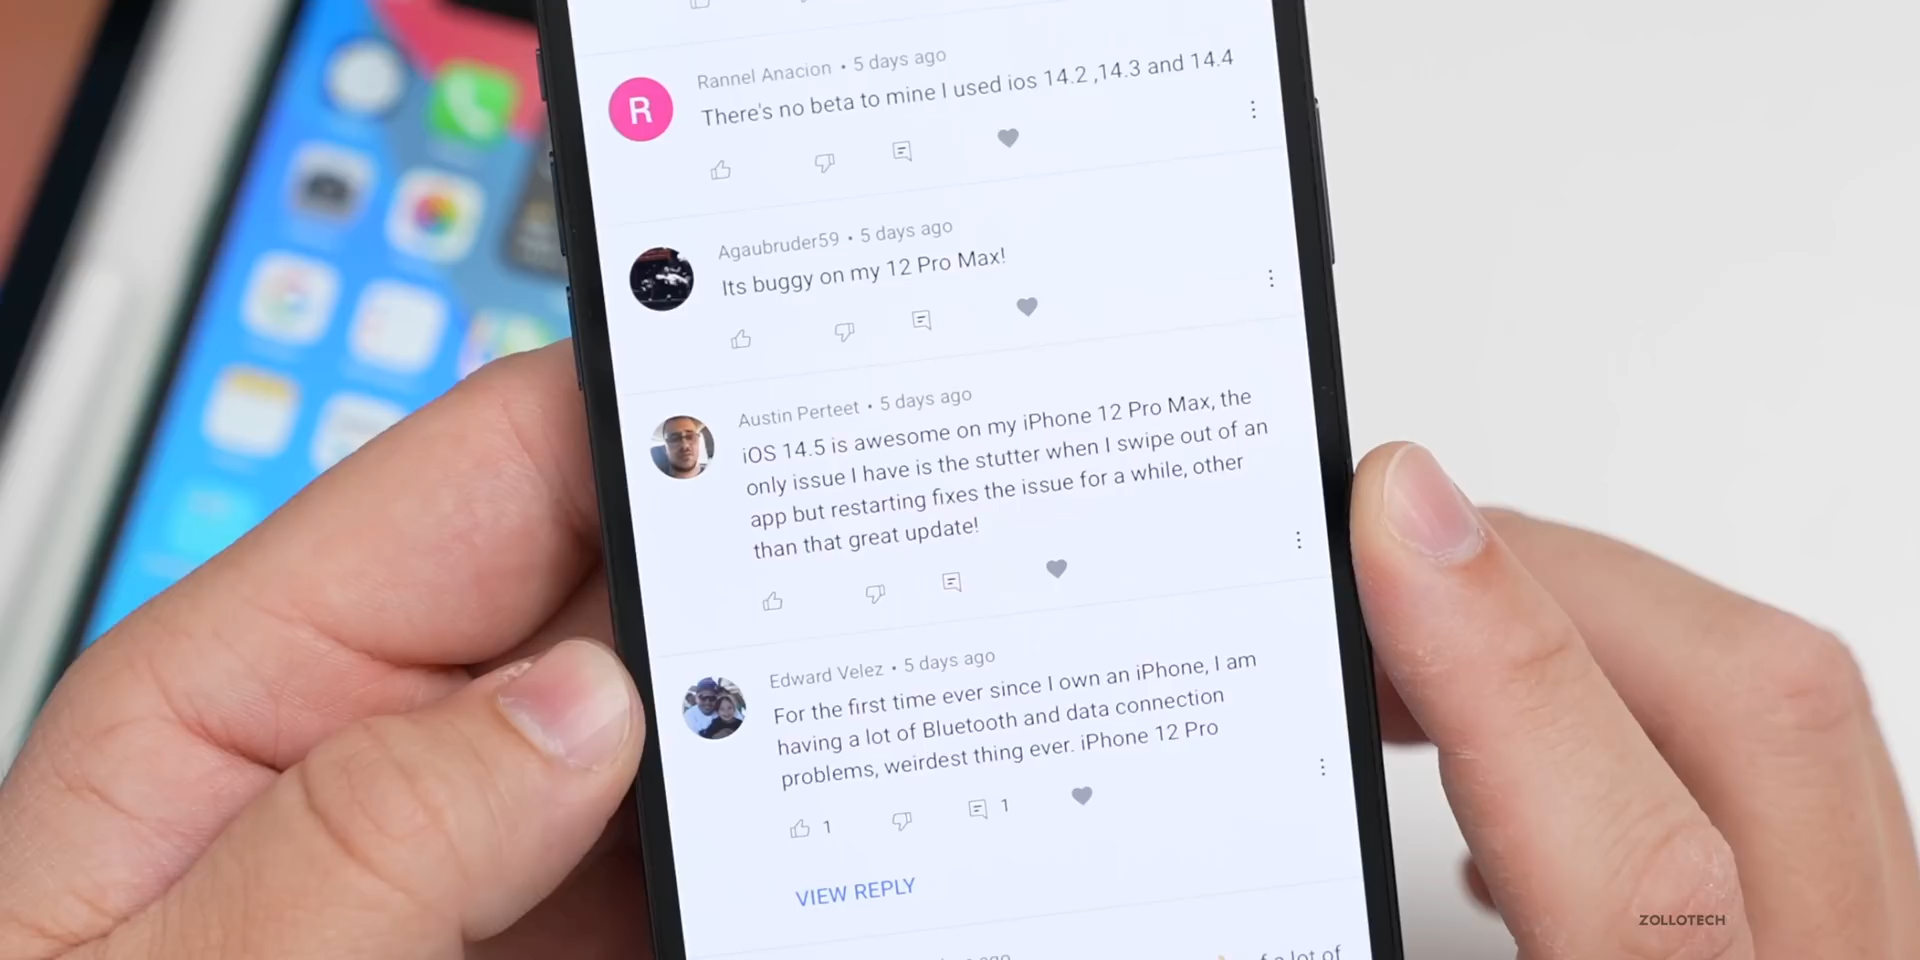 Rannel Anacion • 5 days ago
R
There's no beta to mine I used ios 14.2 ,14.3 and 14.4
Agaubruder59 • 5 days ago
Its buggy on my 12 Pro Max!
Austin Perteet • 5 days ago
iOS 14.5 is awesome on my iPhone 12 Pro Max, the
only issue I have is the stutter when I swipe out of an
app but restarting fixes the issue for a while, other
than that great update!
Edward Velez • 5 days ago
For the first time ever since I own an iPhone, I am
having a lot of Bluetooth and data connection
problems, weirdest thing ever. iPhone 12 Pro
1 1
VIEW REPLY
lot of
ZOLLOTECH